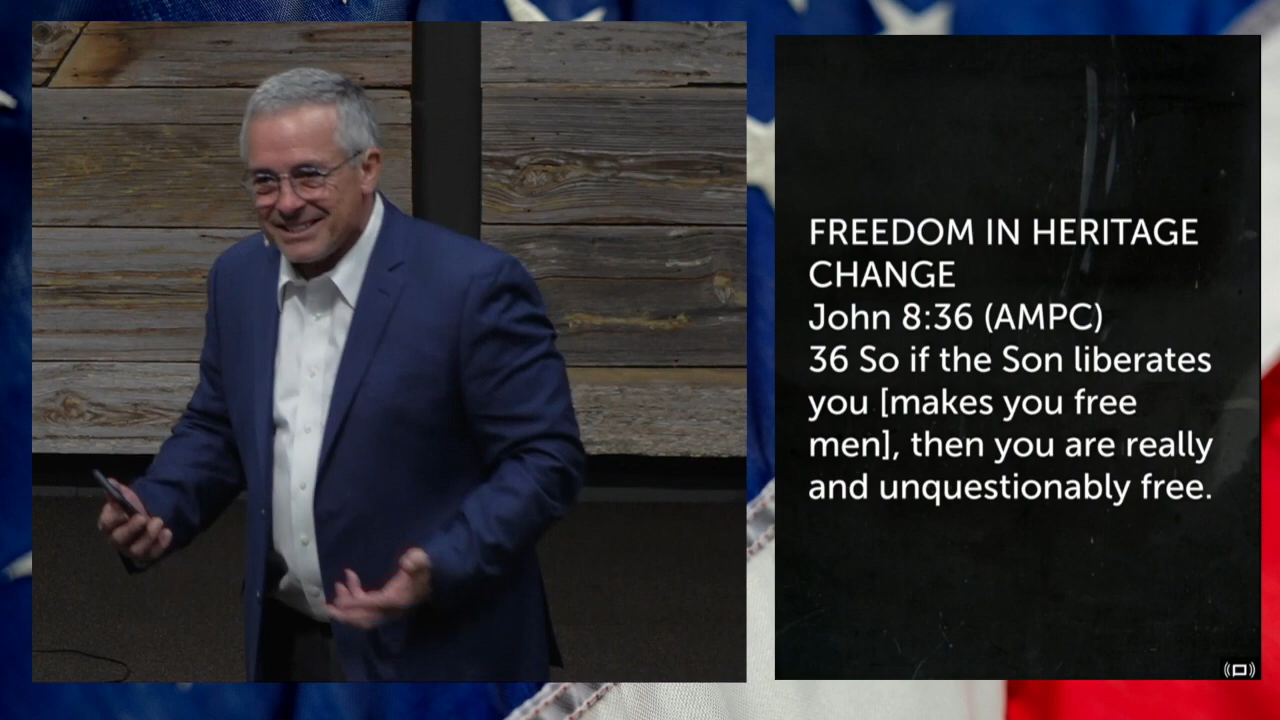 FREEDOM IN HERITAGE
CHANGE
John 8:36 (AMPC)
36 So if the Son liberates
you [makes you free
men], then you are really
and unquestionably free.